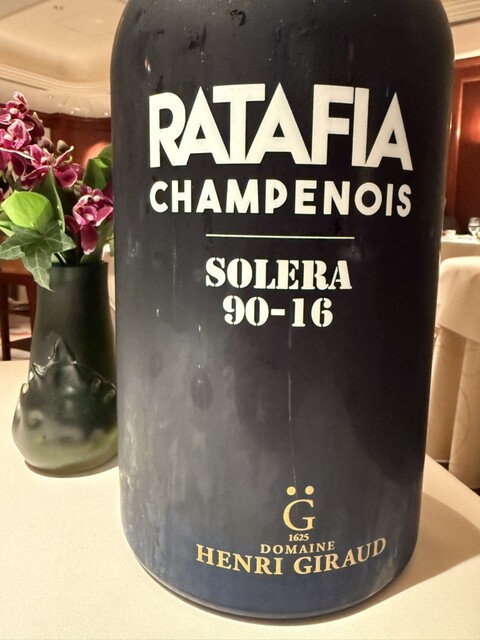 RATAFIA
CHAMPENOIS
SOLERA
90-16
G̈
1625
DOMAINE
HENRI GIRAUD